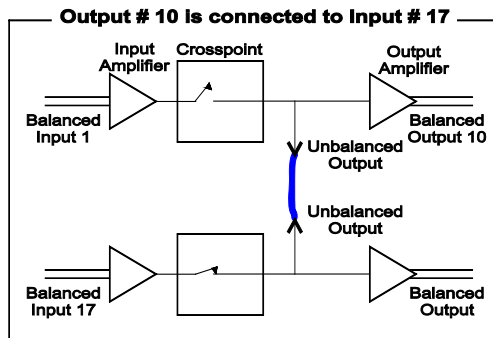 Output # 10 is connected to Input # 17
Input
Amplifier
Crosspoint
Output
Amplifier
Balanced
Input 1
Balanced
Output 10
Unbalanced
Output
Unbalanced
Output
Balanced
Input 17
Balanced
Output